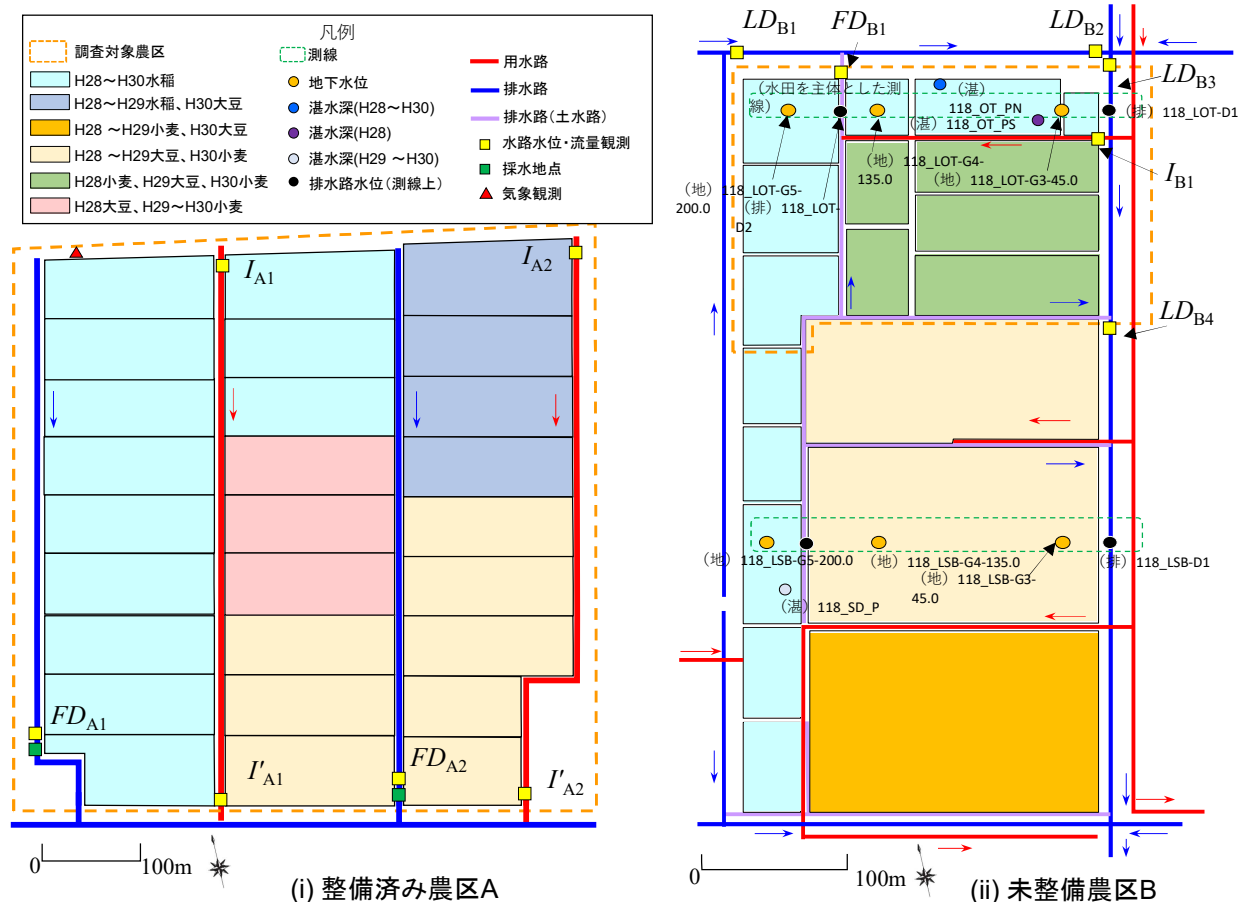 凡例
調査対象農区
H28～H30水稲
H28～H29水稲、H30大豆
H28 ～H29小麦、H30大豆
H28 ～H29大豆、H30小麦
H28小麦、H29大豆、H30小麦
H28大豆、H29～H30小麦
測線
地下水位
湛水深(H28～H30)
湛水深(H28)
湛水深(H29 ～H30)
排水路水位(測線上)
気象観測
用水路
排水路
排水路(土水路)
水路水位・流量観測
採水地点
I_A1
I_A2
FD_A1
I'_A1
FD_A2
I'_A2
0
100m
(i) 整備済み農区A
LD_B1
FD_B1
LD_B2
LD_B3
（水田を主体とした測
線）
（湛）
118_OT_PN
（湛）
118_OT_PS
（排）118_LOT-D1
（地）118_LOT-G4-
135.0
（地）118_LOT-G3-45.0
I_B1
（地）118_LOT-G5-
200.0
（排）118_LOT-
D2
LD_B4
（地）118_LSB-G5-200.0
（地）118_LSB-G4-135.0
（地）118_LSB-G3-
45.0
（排）118_LSB-D1
（湛）118_SD_P
0
100m
(ii) 未整備農区B